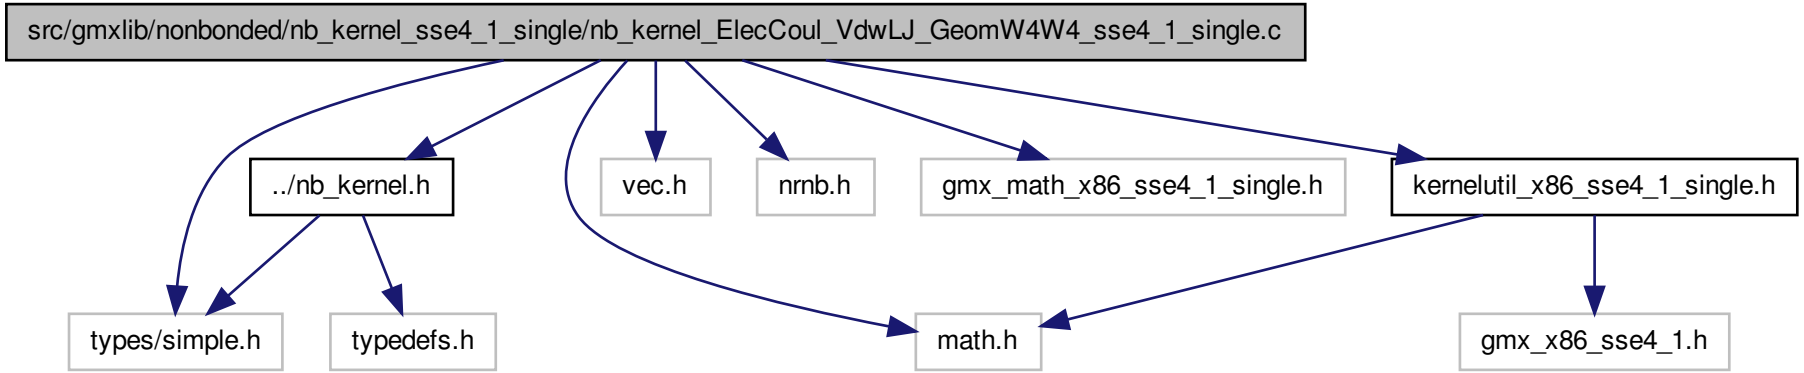 src/gmxlib/nonbonded/nb_kernel_sse4_1_single/nb_kernel_ElecCoul_VdwLJ_GeomW4W4_sse4_1_single.c
../nb_kernel.h
vec.h
nrnb.h
gmx_math_x86_sse4_1_single.h
kernelutil_x86_sse4_1_single.h
types/simple.h
typedefs.h
math.h
gmx_x86_sse4_1.h